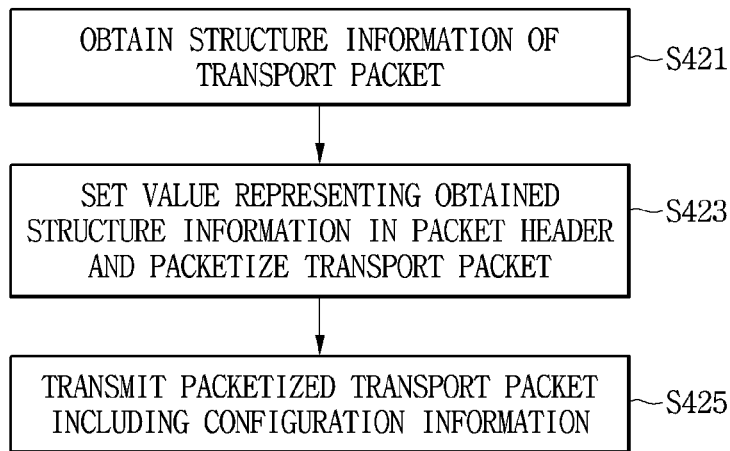 OBTAIN STRUCTURE INFORMATION OF
TRANSPORT PACKET
S421
SET VALUE REPRESENTING OBTAINED
STRUCTURE INFORMATION IN PACKET HEADER
AND PACKETIZE TRANSPORT PACKET
S423
TRANSMIT PACKETIZED TRANSPORT PACKET
INCLUDING CONFIGURATION INFORMATION
S425